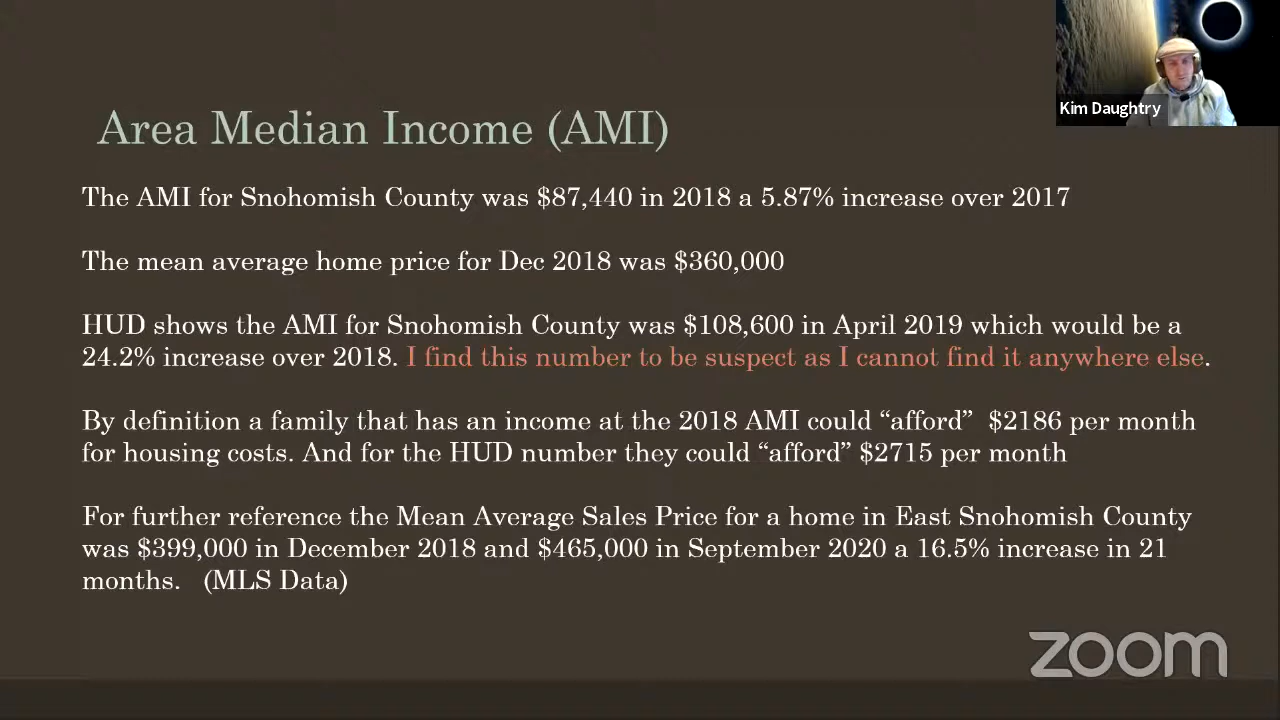 Kim Daughtry
Area Median Income (AMI)
The AMI for Snohomish County was $87,440 in 2018 a 5.87% increase over 2017
The mean average home price for Dec 2018 was $360,000
HUD shows the AMI for Snohomish County was $108,600 in April 2019 which would be a
24.2% increase over 2018. I find this number to be suspect as I cannot find it anywhere else.
By definition a family that has an income at the 2018 AMI could “afford”  $2186 per month
for housing costs. And for the HUD number they could “afford” $2715 per month
For further reference the Mean Average Sales Price for a home in East Snohomish County
was $399,000 in December 2018 and $465,000 in September 2020 a 16.5% increase in 21
months.   (MLS Data)
zoom